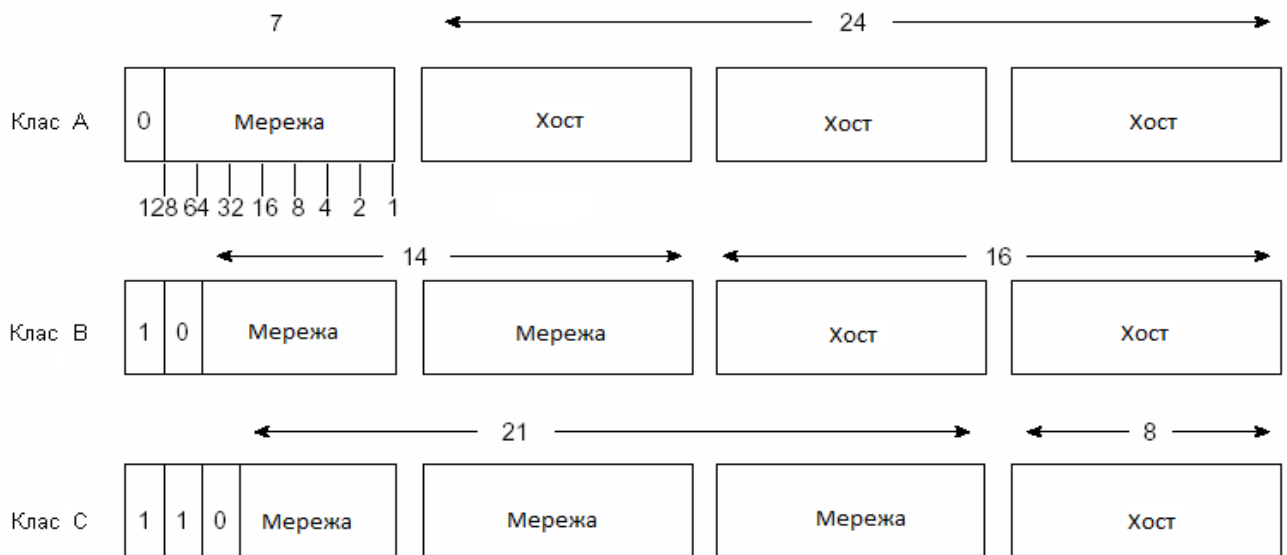 7 24
Клас А 0 Мережа Хост Хост Хост
128 64 32 16 8 4 2 1
14 16
Клас В 1 0 Мережа Мережа Хост Хост
21 8
Клас С 1 1 0 Мережа Мережа Мережа Хост